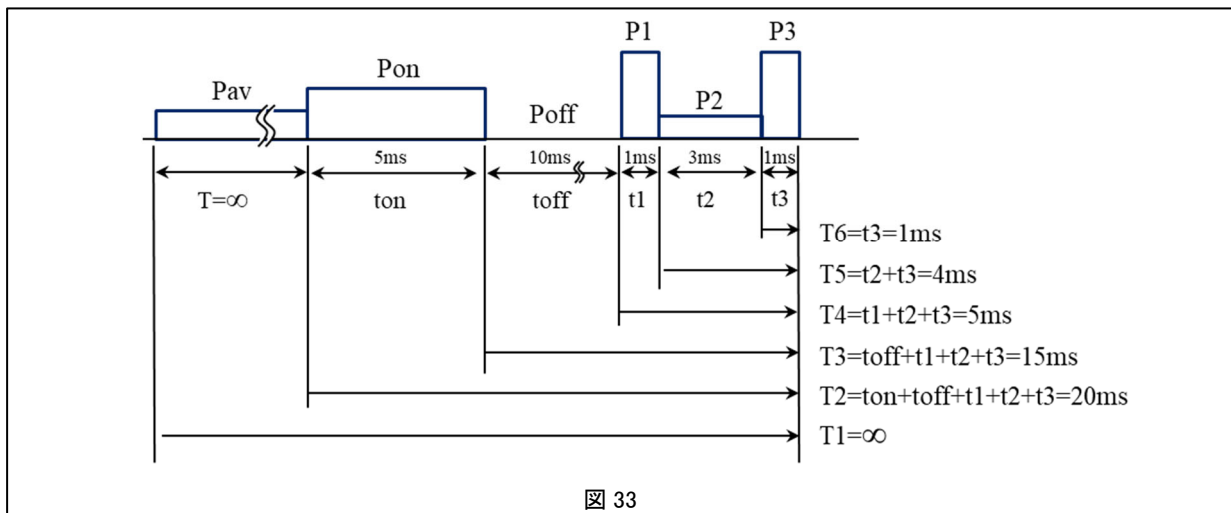 P1 P3
Pon
Pav P2
Poff
5ms 10ms 1ms 3ms 1ms
T=∞ ton toff t1 t2 t3
T6=t3=1ms
T5=t2+t3=4ms
T4=t1+t2+t3=5ms
T3=toff+t1+t2+t3=15ms
T2=ton+toff+t1+t2+t3=20ms
T1=∞
図 33